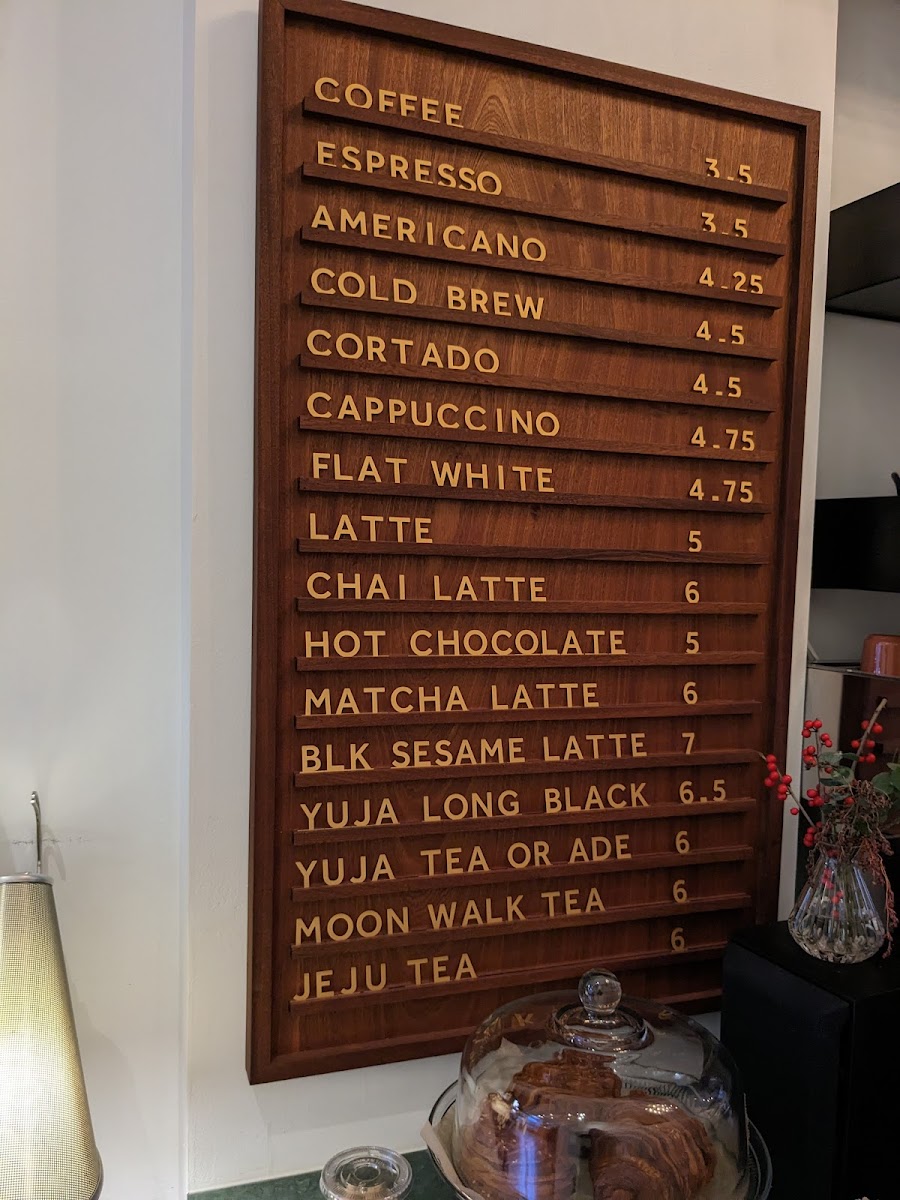 COFFEE 3.5
ESPRESSO 3.5
AMERICANO 4.25
COLD BREW 4.5
CORTADO 4.5
CAPPUCCINO 4.75
FLAT WHITE 4.75
LATTE 5
CHAI LATTE 6
HOT CHOCOLATE 5
MATCHA LATTE 6
BLK SESAME LATTE 7
YUJA LONG BLACK 6.5
YUJA TEA OR ADE 6
MOON WALK TEA 6
JEJU TEA 6